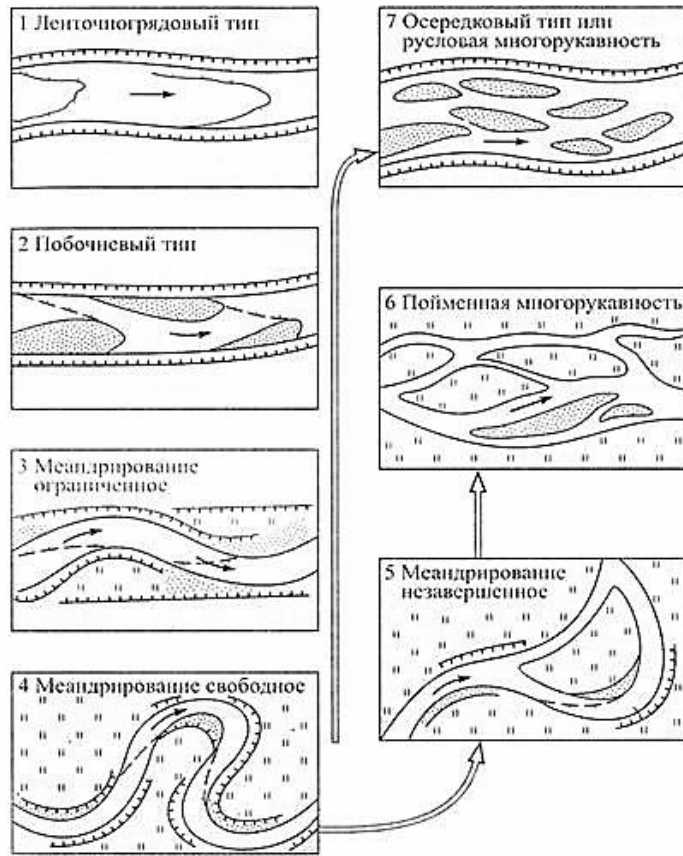 1 Ленточногрядовый тип
2 Побочневый тип
3 Меандрирование
ограниченное
4 Меандрирование свободное
7 Осередковый тип или
русловая многорукавность
6 Пойменная многорукавность
5 Меандрирование
незавершенное